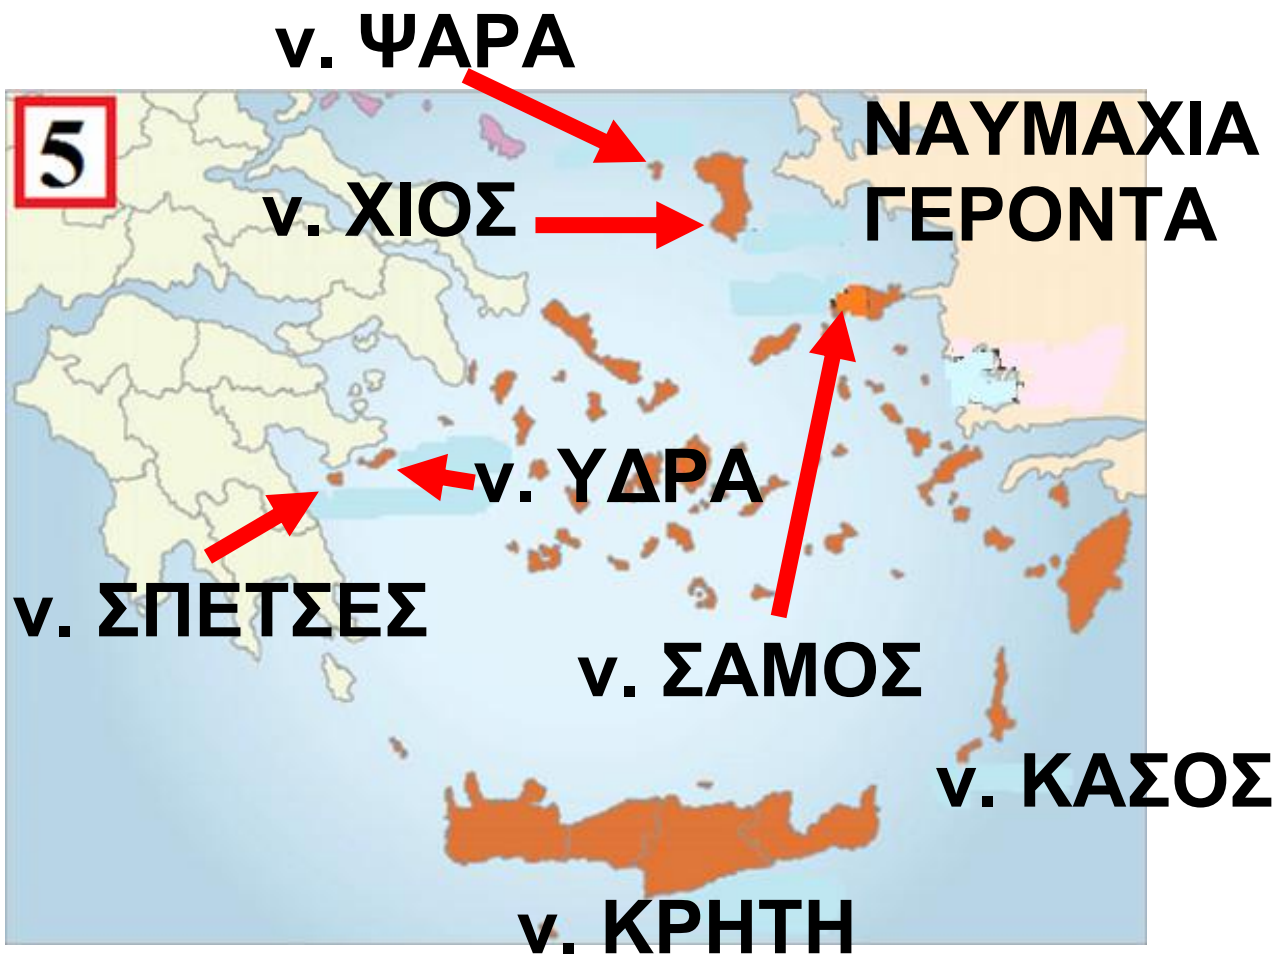 ν. ΨΑΡΑ
5
ΝΑΥΜΑΧΙΑ
ΓΕΡΟΝΤΑ
ν. ΧΙΟΣ
ν. ΥΔΡΑ
ν. ΣΠΕΤΣΕΣ
ν. ΣΑΜΟΣ
ν. ΚΑΣΟΣ
ν. ΚΡΗΤΗ